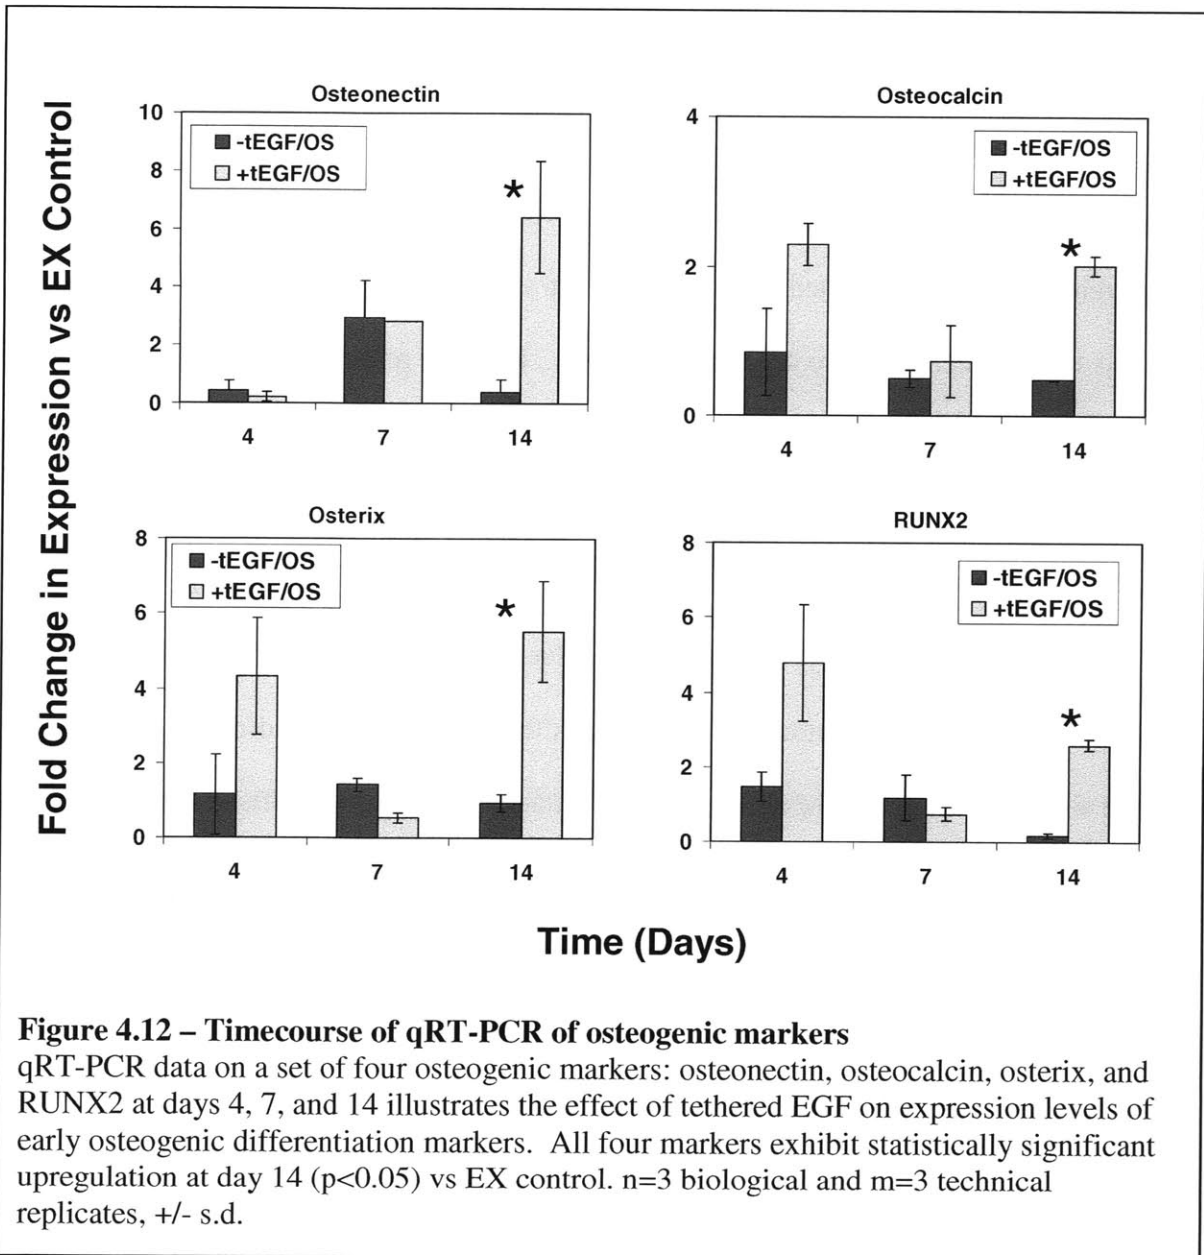 Fold Change in Expression vs EX Control
Osteonectin
10
8
6
4
2
0
-tEGF/OS
+tEGF/OS
*
4 7 14
Osteocalcin
4
2
0
-tEGF/OS
+tEGF/OS
*
4 7 14
Osterix
8
6
4
2
0
-tEGF/OS
+tEGF/OS
*
4 7 14
RUNX2
8
6
4
2
0
-tEGF/OS
+tEGF/OS
*
4 7 14
Time (Days)
Figure 4.12 – Timecourse of qRT-PCR of osteogenic markers
qRT-PCR data on a set of four osteogenic markers: osteonectin, osteocalcin, osterix, and
RUNX2 at days 4, 7, and 14 illustrates the effect of tethered EGF on expression levels of
early osteogenic differentiation markers. All four markers exhibit statistically significant
upregulation at day 14 (p<0.05) vs EX control. n=3 biological and m=3 technical
replicates, +/- s.d.